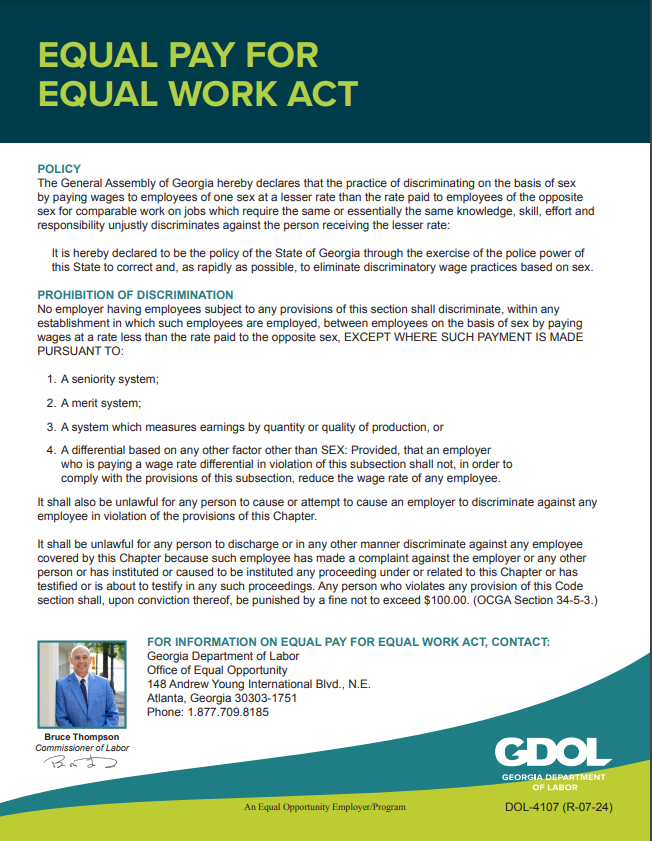 EQUAL PAY FOR
EQUAL WORK ACT
POLICY
The General Assembly of Georgia hereby declares that the practice of discriminating on the basis of sex
by paying wages to employees of one sex at a lesser rate than the rate paid to employees of the opposite
sex for comparable work on jobs which require the same or essentially the same knowledge, skill, effort and
responsibility unjustly discriminates against the person receiving the lesser rate:
It is hereby declared to be the policy of the State of Georgia through the exercise of the police power of
this State to correct and, as rapidly as possible, to eliminate discriminatory wage practices based on sex.
PROHIBITION OF DISCRIMINATION
No employer having employees subject to any provisions of this section shall discriminate, within any
establishment in which such employees are employed, between employees on the basis of sex by paying
wages at a rate less than the rate paid to the opposite sex, EXCEPT WHERE SUCH PAYMENT IS MADE
PURSUANT TO:
1. A seniority system;
2. A merit system;
3. A system which measures earnings by quantity or quality of production, or
4. A differential based on any other factor other than SEX: Provided, that an employer
who is paying a wage rate differential in violation of this subsection shall not, in order to
comply with the provisions of this subsection, reduce the wage rate of any employee.
It shall also be unlawful for any person to cause or attempt to cause an employer to discriminate against any
employee in violation of the provisions of this Chapter.
It shall be unlawful for any person to discharge or in any other manner discriminate against any employee
covered by this Chapter because such employee has made a complaint against the employer or any other
person or has instituted or caused to be instituted any proceeding under or related to this Chapter or has
testified or is about to testify in any such proceedings. Any person who violates any provision of this Code
section shall, upon conviction thereof, be punished by a fine not to exceed $100.00. (OCGA Section 34-5-3.)
FOR INFORMATION ON EQUAL PAY FOR EQUAL WORK ACT, CONTACT:
Georgia Department of Labor
Office of Equal Opportunity
148 Andrew Young International Blvd., N.E.
Atlanta, Georgia 30303-1751
Phone: 1.877.709.8185
Bruce Thompson
Commissioner of Labor
GDOL
GEORGIA DEPARTMENT
OF LABOR
An Equal Opportunity Employer/Program
DOL-4107 (R-07-24)